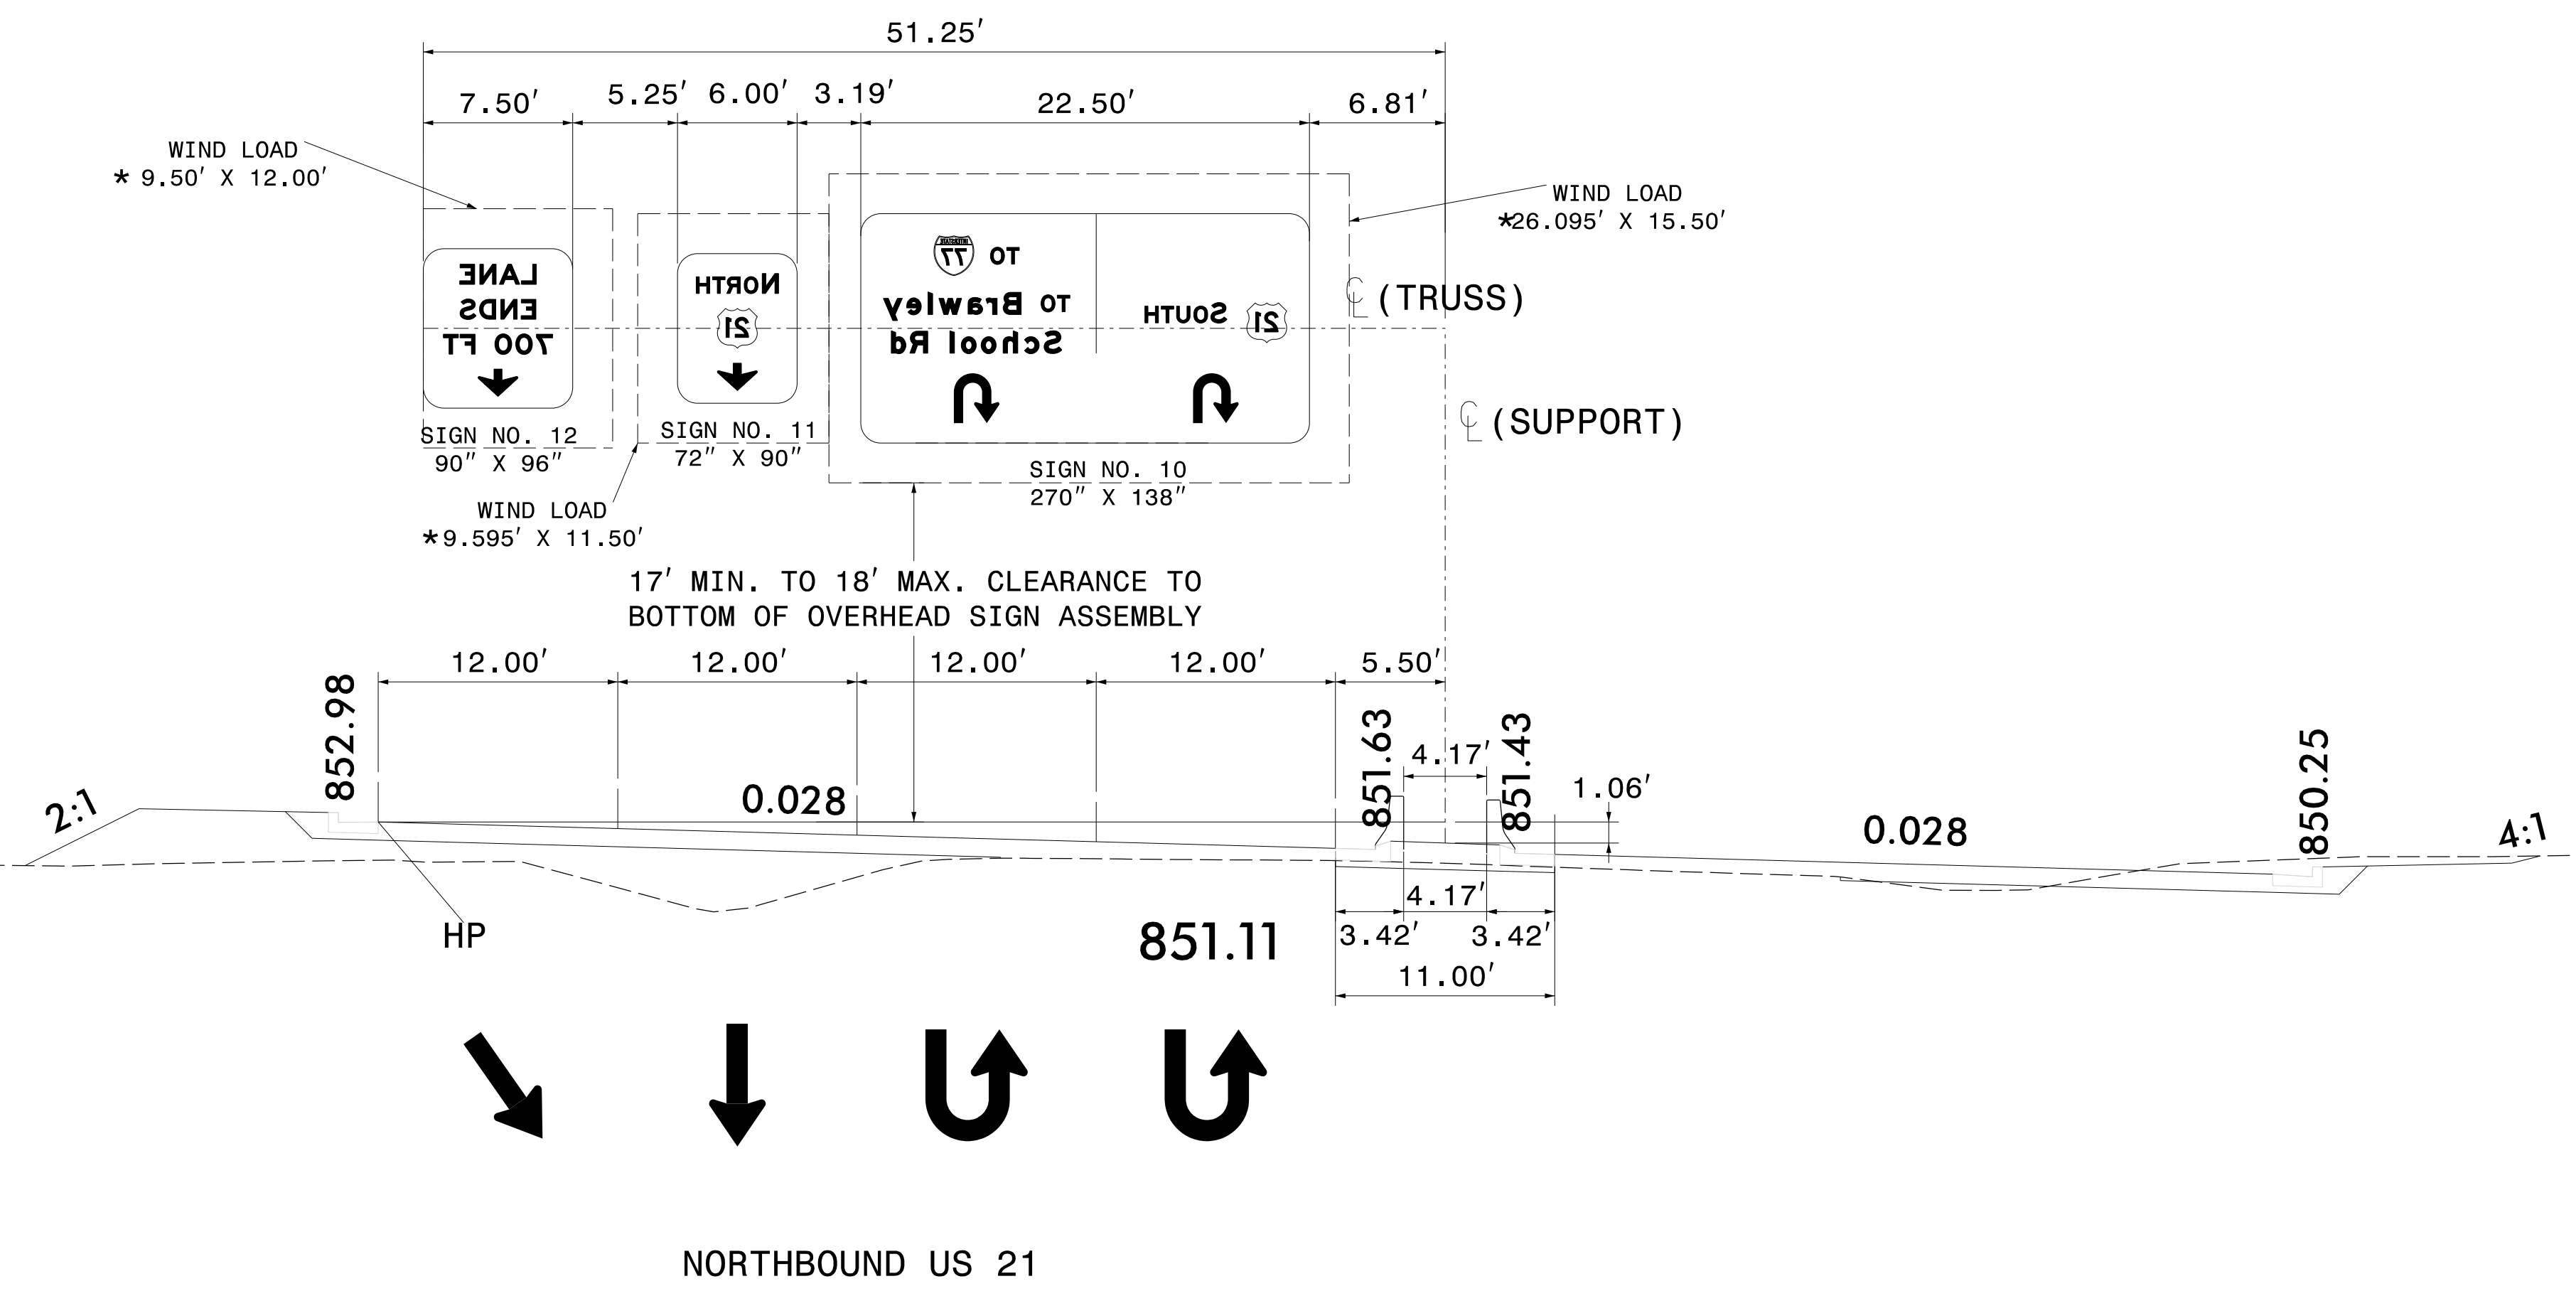 51.25'
7.50' 5.25' 6.00' 3.19' 22.50' 6.81'
WIND LOAD
* 9.50' X 12.00'
WIND LOAD
*26.095' X 15.50'
LANE
ENDS
700 FT
NORTH
21
INTERSTATE
77 TO
TO Brawley
School Rd
SOUTH 21
CL (TRUSS)
CL (SUPPORT)
SIGN NO. 12
90" X 96"
SIGN NO. 11
72" X 90"
SIGN NO. 10
270" X 138"
WIND LOAD
*9.595' X 11.50'
17' MIN. TO 18' MAX. CLEARANCE TO
BOTTOM OF OVERHEAD SIGN ASSEMBLY
12.00' 12.00' 12.00' 12.00' 5.50'
852.98
851.63
4.17'
851.43
1.06'
850.25
2:1
0.028
0.028
4:1
HP
4.17'
3.42' 3.42'
851.11
11.00'
NORTHBOUND US 21